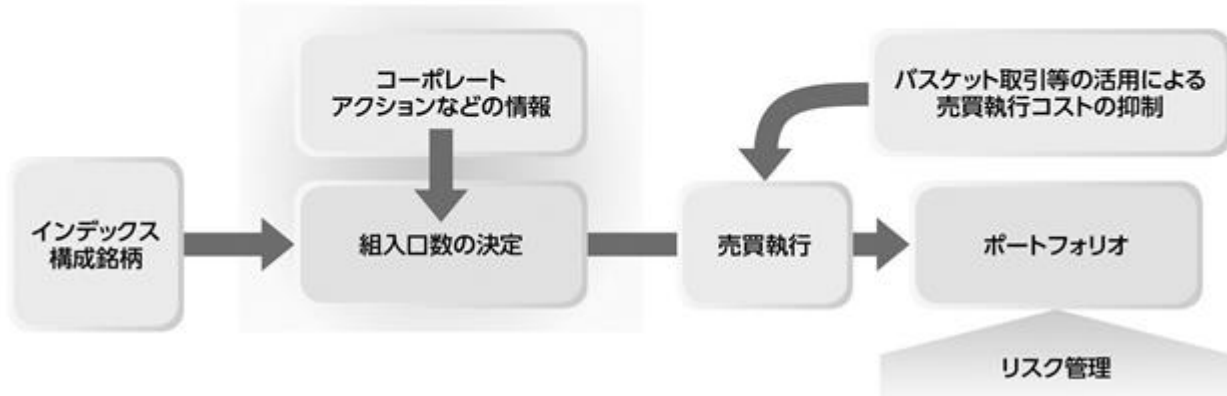 コーポレート
アクションなどの情報
バスケット取引等の活用による
売買執行コストの抑制
インデックス
構成銘柄
組入口数の決定
売買執行
ポートフォリオ
リスク管理